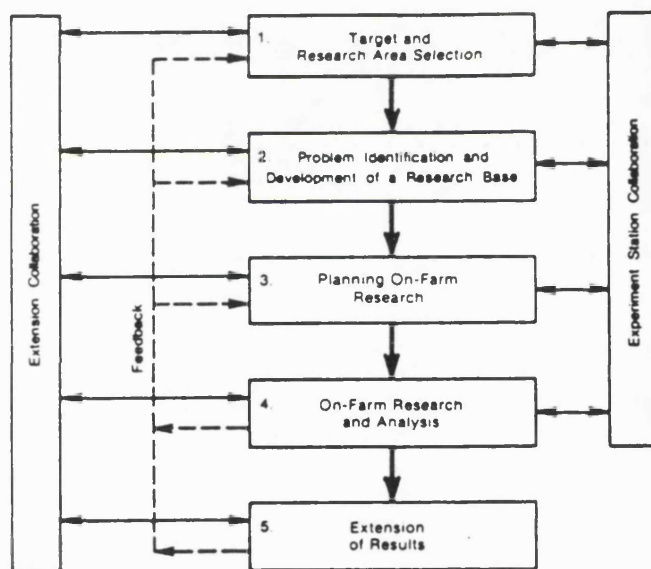 1. Target and
Research Area Selection
2. Problem Identification and
Development of a Research Base
3. Planning On-Farm
Research
4. On-Farm Research
and Analysis
5. Extension
of Results
Extension Collaboration
Feedback
Experiment Station Collaboration